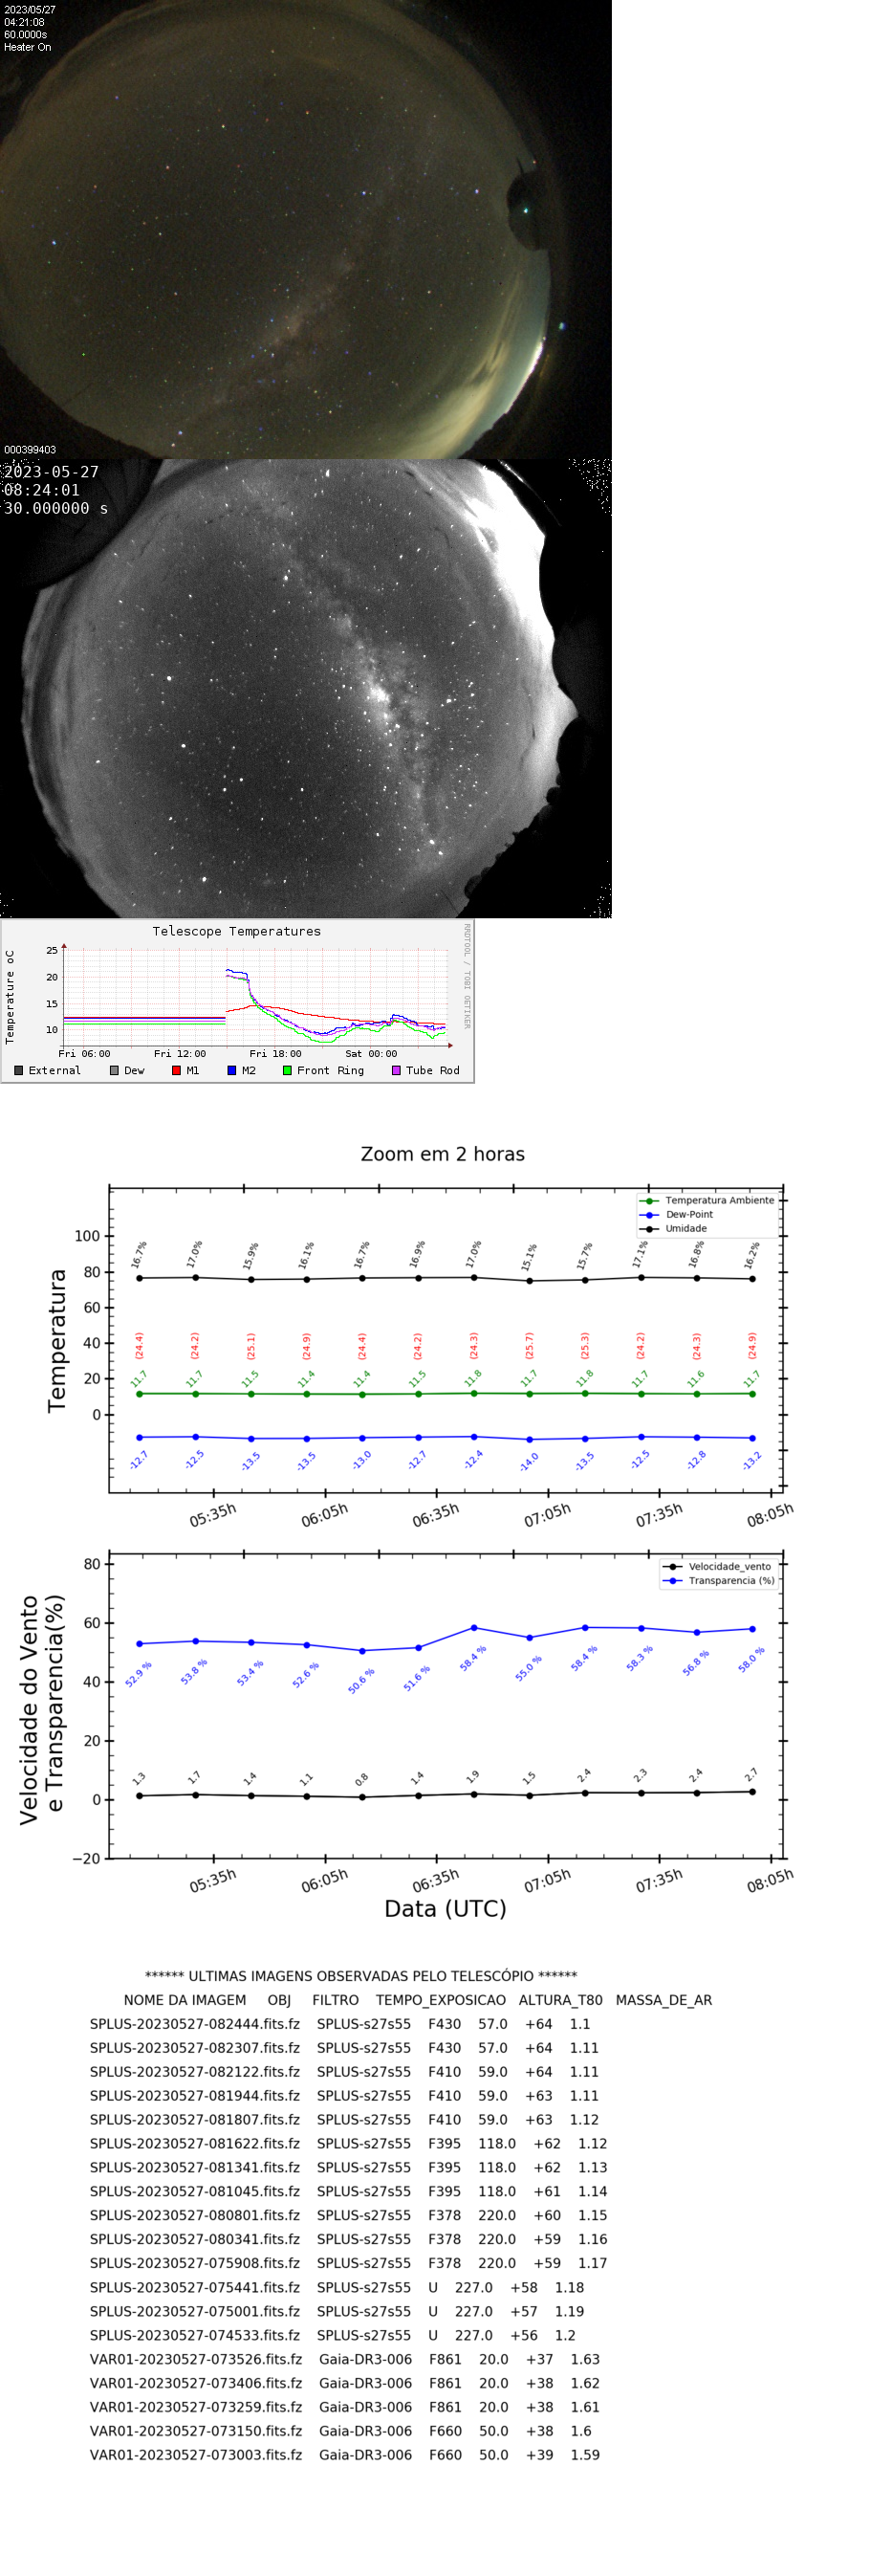 2023/05/27
04:21:08
60.0000s
Heater On
000399403
2023-05-27
08:24:01
30.000000 s
Telescope Temperatures
RRDTOOL / TOBI OETIKER
Temperature oC
25
20
15
10
Fri 06:00 Fri 12:00 Fri 18:00 Sat 00:00
External Dew M1 M2 Front Ring Tube Rod
Zoom em 2 horas
Temperatura
Temperatura Ambiente
Dew-Point
Umidade
100
80
60
40
20
0
16.7% 17.0% 15.9% 16.1% 16.7% 16.9% 17.0% 15.1% 15.7% 17.1% 16.8% 16.2%
(24.4) (24.2) (25.1) (24.9) (24.4) (24.2) (24.3) (25.7) (25.3) (24.2) (24.3) (24.9)
11.7 11.7 11.5 11.4 11.4 11.5 11.8 11.7 11.8 11.7 11.6 11.7
-12.7 -12.5 -13.5 -13.5 -13.0 -12.7 -12.4 -14.0 -13.5 -12.5 -12.8 -13.2
05:35h 06:05h 06:35h 07:05h 07:35h 08:05h
Velocidade do Vento
e Transparencia(%)
Velocidade_vento
Transparencia (%)
80
60
40
20
0
−20
52.9 % 53.8 % 53.4 % 52.6 % 50.6 % 51.6 % 58.4 % 55.0 % 58.4 % 58.3 % 56.8 % 58.0 %
1.3 1.7 1.4 1.1 0.8 1.4 1.9 1.5 2.4 2.3 2.4 2.7
05:35h 06:05h 06:35h 07:05h 07:35h 08:05h
Data (UTC)
****** ULTIMAS IMAGENS OBSERVADAS PELO TELESCÓPIO ******
NOME DA IMAGEM OBJ FILTRO TEMPO_EXPOSICAO ALTURA_T80 MASSA_DE_AR
SPLUS-20230527-082444.fits.fz SPLUS-s27s55 F430 57.0 +64 1.1
SPLUS-20230527-082307.fits.fz SPLUS-s27s55 F430 57.0 +64 1.11
SPLUS-20230527-082122.fits.fz SPLUS-s27s55 F410 59.0 +64 1.11
SPLUS-20230527-081944.fits.fz SPLUS-s27s55 F410 59.0 +63 1.11
SPLUS-20230527-081807.fits.fz SPLUS-s27s55 F410 59.0 +63 1.12
SPLUS-20230527-081622.fits.fz SPLUS-s27s55 F395 118.0 +62 1.12
SPLUS-20230527-081341.fits.fz SPLUS-s27s55 F395 118.0 +62 1.13
SPLUS-20230527-081045.fits.fz SPLUS-s27s55 F395 118.0 +61 1.14
SPLUS-20230527-080801.fits.fz SPLUS-s27s55 F378 220.0 +60 1.15
SPLUS-20230527-080341.fits.fz SPLUS-s27s55 F378 220.0 +59 1.16
SPLUS-20230527-075908.fits.fz SPLUS-s27s55 F378 220.0 +59 1.17
SPLUS-20230527-075441.fits.fz SPLUS-s27s55 U 227.0 +58 1.18
SPLUS-20230527-075001.fits.fz SPLUS-s27s55 U 227.0 +57 1.19
SPLUS-20230527-074533.fits.fz SPLUS-s27s55 U 227.0 +56 1.2
VAR01-20230527-073526.fits.fz Gaia-DR3-006 F861 20.0 +37 1.63
VAR01-20230527-073406.fits.fz Gaia-DR3-006 F861 20.0 +38 1.62
VAR01-20230527-073259.fits.fz Gaia-DR3-006 F861 20.0 +38 1.61
VAR01-20230527-073150.fits.fz Gaia-DR3-006 F660 50.0 +38 1.6
VAR01-20230527-073003.fits.fz Gaia-DR3-006 F660 50.0 +39 1.59